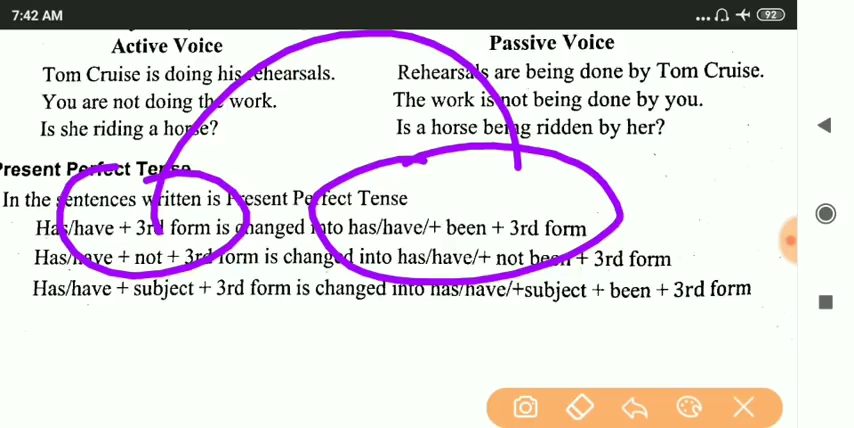 7:42 AM
92
Active Voice Passive Voice
Tom Cruise is doing his rehearsals. Rehearsals are being done by Tom Cruise.
You are not doing the work. The work is not being done by you.
Is she riding a horse? Is a horse being ridden by her?
Present Perfect Tense
In the sentences written is Present Perfect Tense
Has/have + 3rd form is changed into has/have/+ been + 3rd form
Has/have + not + 3rd form is changed into has/have/+ not been + 3rd form
Has/have + subject + 3rd form is changed into has/have/+subject + been + 3rd form